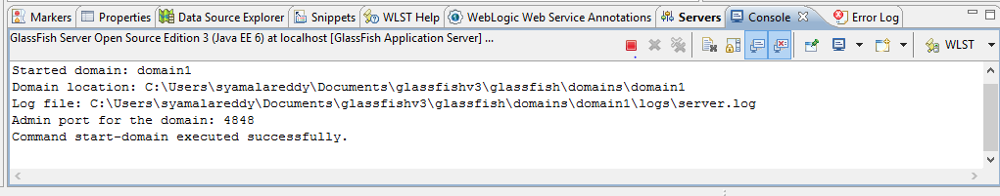 Markers Properties Data Source Explorer Snippets WLST Help WebLogic Web Service Annotations Servers Console Error Log
GlassFish Server Open Source Edition 3 (Java EE 6) at localhost [GlassFish Application Server] ...
WLST
Started domain: domain1
Domain location: C:\Users\syamalareddy\Documents\glassfishv3\glassfish\domains\domain1
Log file: C:\Users\syamalareddy\Documents\glassfishv3\glassfish\domains\domain1\logs\server.log
Admin port for the domain: 4848
Command start-domain executed successfully.